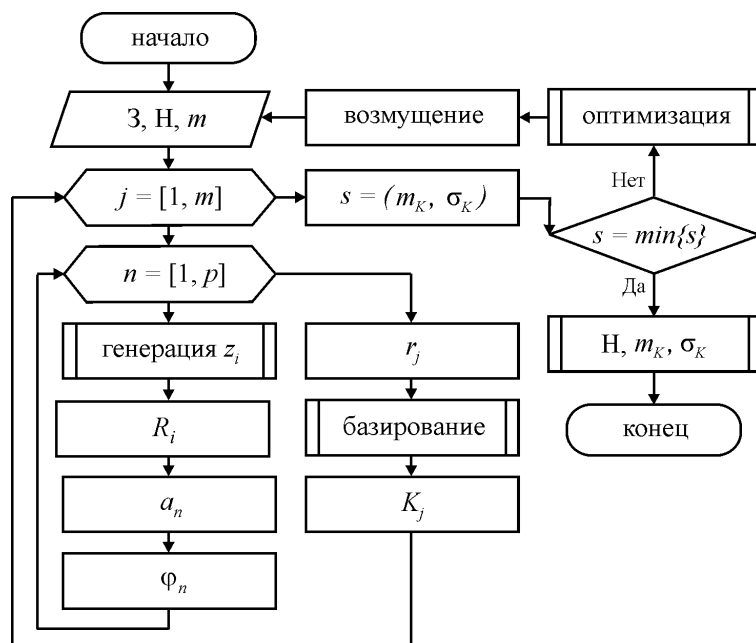 начало
З, Н, m
возмущение
оптимизация
Нет
j = [1, m]
s = (m_K, σ_K)
s = min{s}
Да
n = [1, p]
генерация z_i
r_j
Н, m_K, σ_K
R_i
базирование
конец
a_n
K_j
φ_n